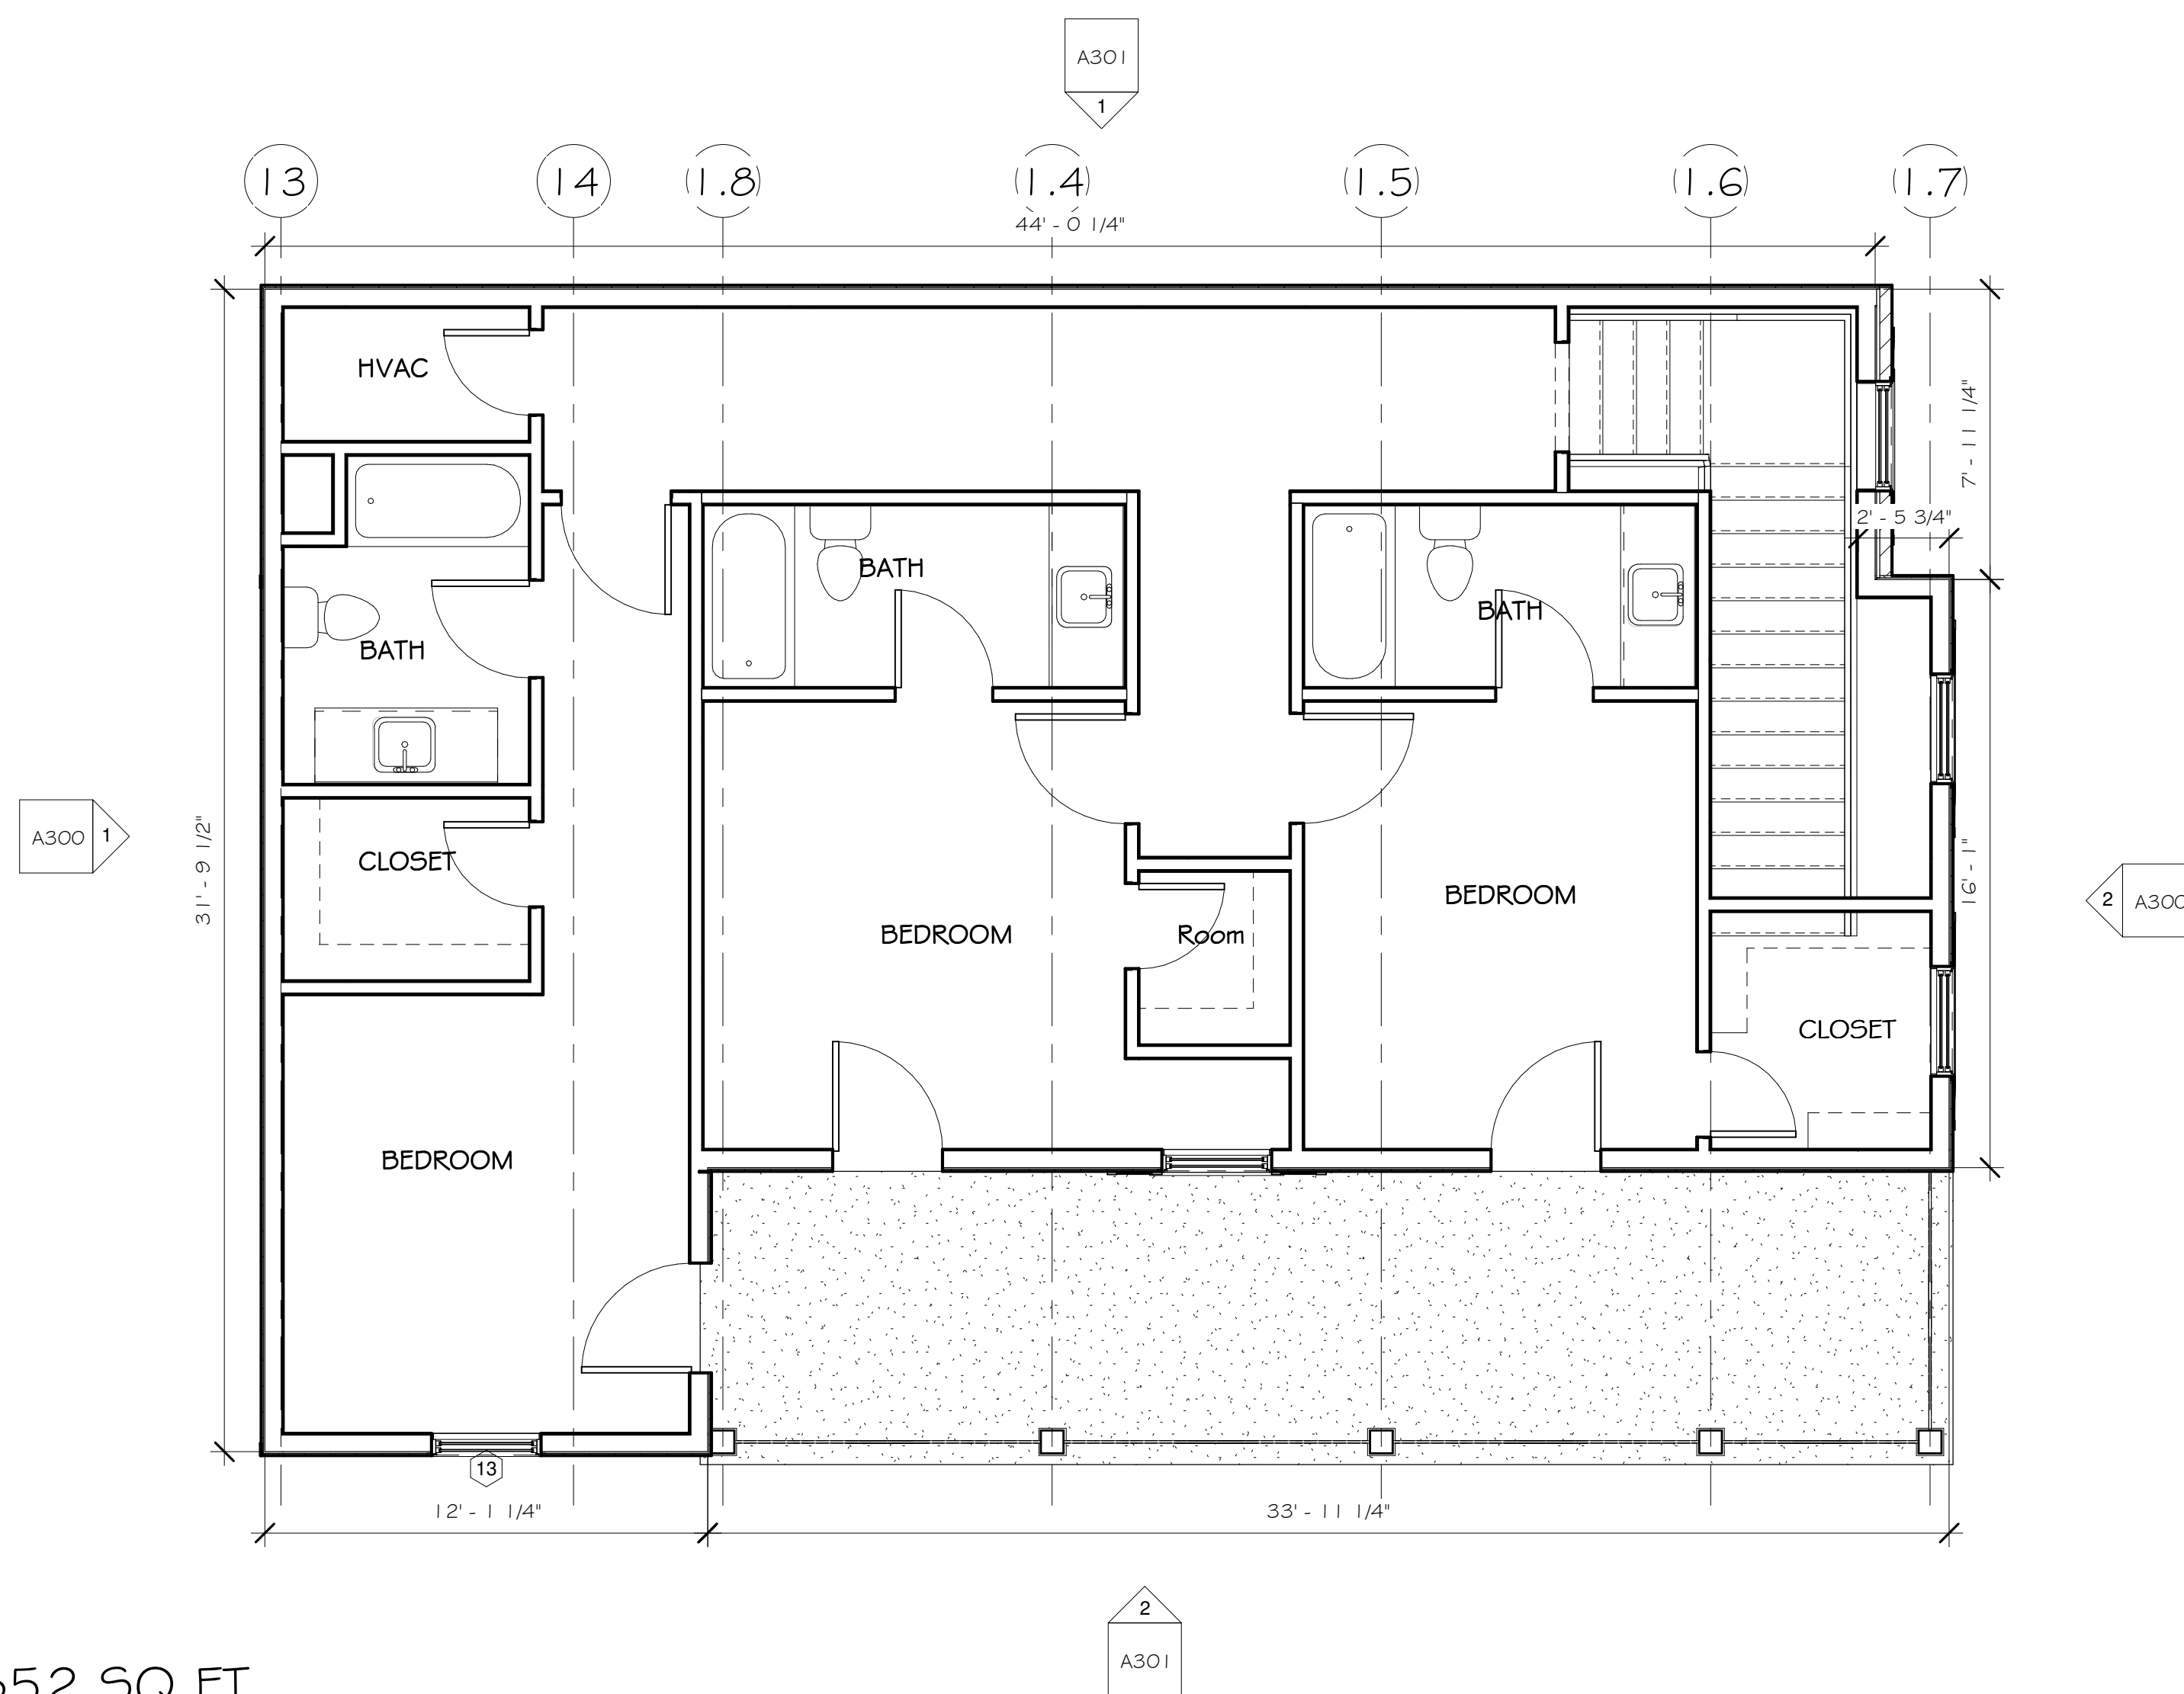 A301
1
13
14
1.8
1.4
1.5
1.6
1.7
44' - 0 1/4"
HVAC
7' - 11 1/4"
2' - 5 3/4"
BATH
BATH
BATH
A300
1
31' - 9 1/2"
CLOSET
BEDROOM
Room
BEDROOM
16' - 1"
2
A300
CLOSET
BEDROOM
13
12' - 1 1/4"
33' - 11 1/4"
2
A301
SQ FT